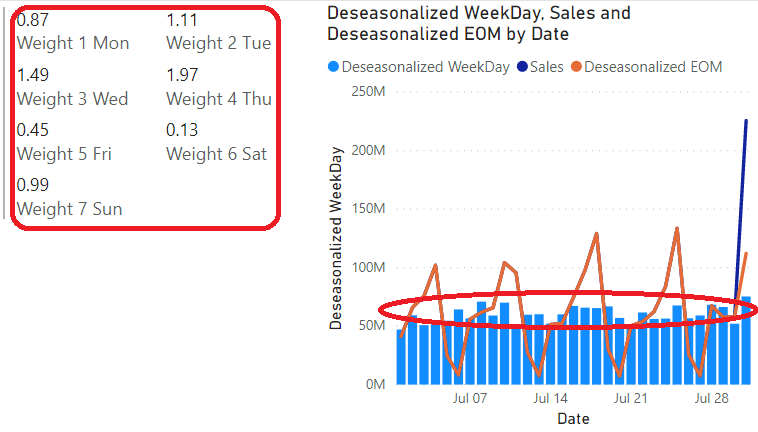 0.87 1.11
Weight 1 Mon Weight 2 Tue
1.49 1.97
Weight 3 Wed Weight 4 Thu
0.45 0.13
Weight 5 Fri Weight 6 Sat
0.99
Weight 7 Sun
Deseasonalized WeekDay, Sales and
Deseasonalized EOM by Date
Deseasonalized WeekDay Sales Deseasonalized EOM
250M
200M
150M
100M
50M
0M
Deseasonalized WeekDay
Jul 07 Jul 14 Jul 21 Jul 28
Date